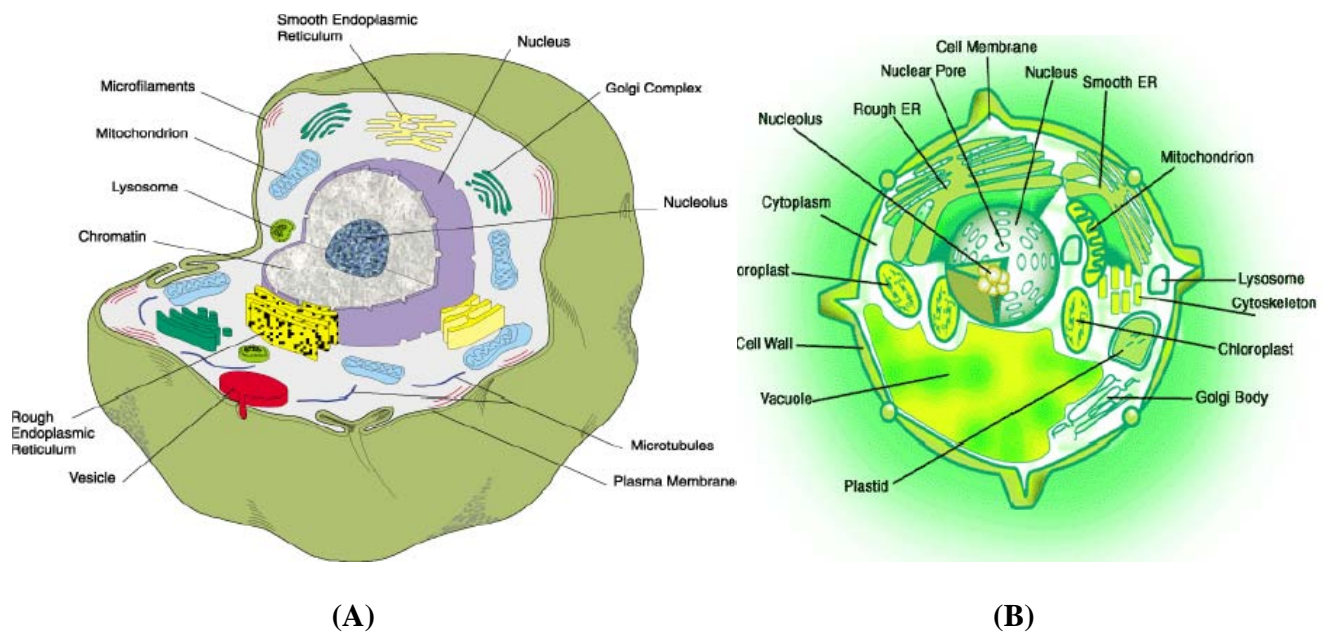 Smooth Endoplasmic
Reticulum
Nucleus
Microfilaments
Golgi Complex
Mitochondrion
Lysosome
Nucleolus
Chromatin
Rough
Endoplasmic
Reticulum
Microtubules
Vesicle
Plasma Membrane
(A)
Cell Membrane
Nuclear Pore
Nucleus
Smooth ER
Rough ER
Nucleolus
Mitochondrion
Cytoplasm
oroplast
Lysosome
Cytoskeleton
Cell Wall
Chloroplast
Vacuole
Golgi Body
Plastid
(B)